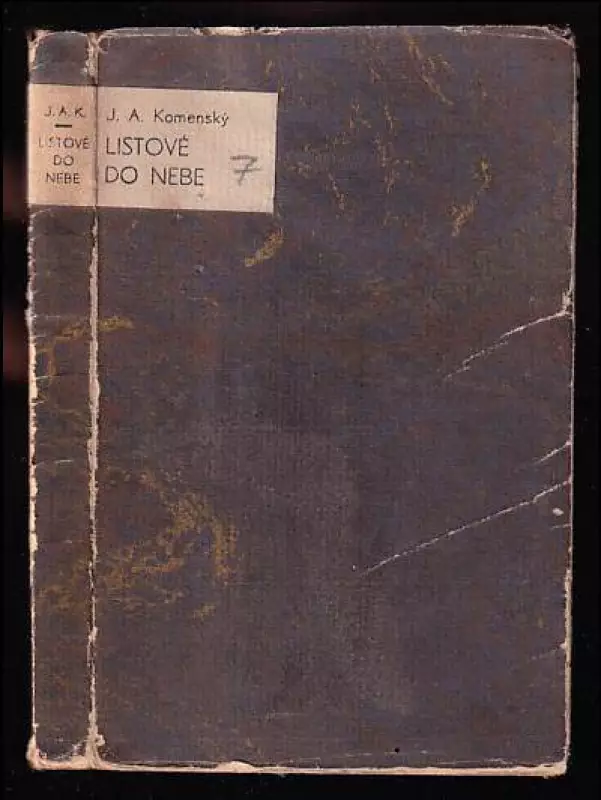 J. A. K.
LISTOVÉ
DO
NEBE
J. A. Komenský
LISTOVÉ
DO NEBE
7